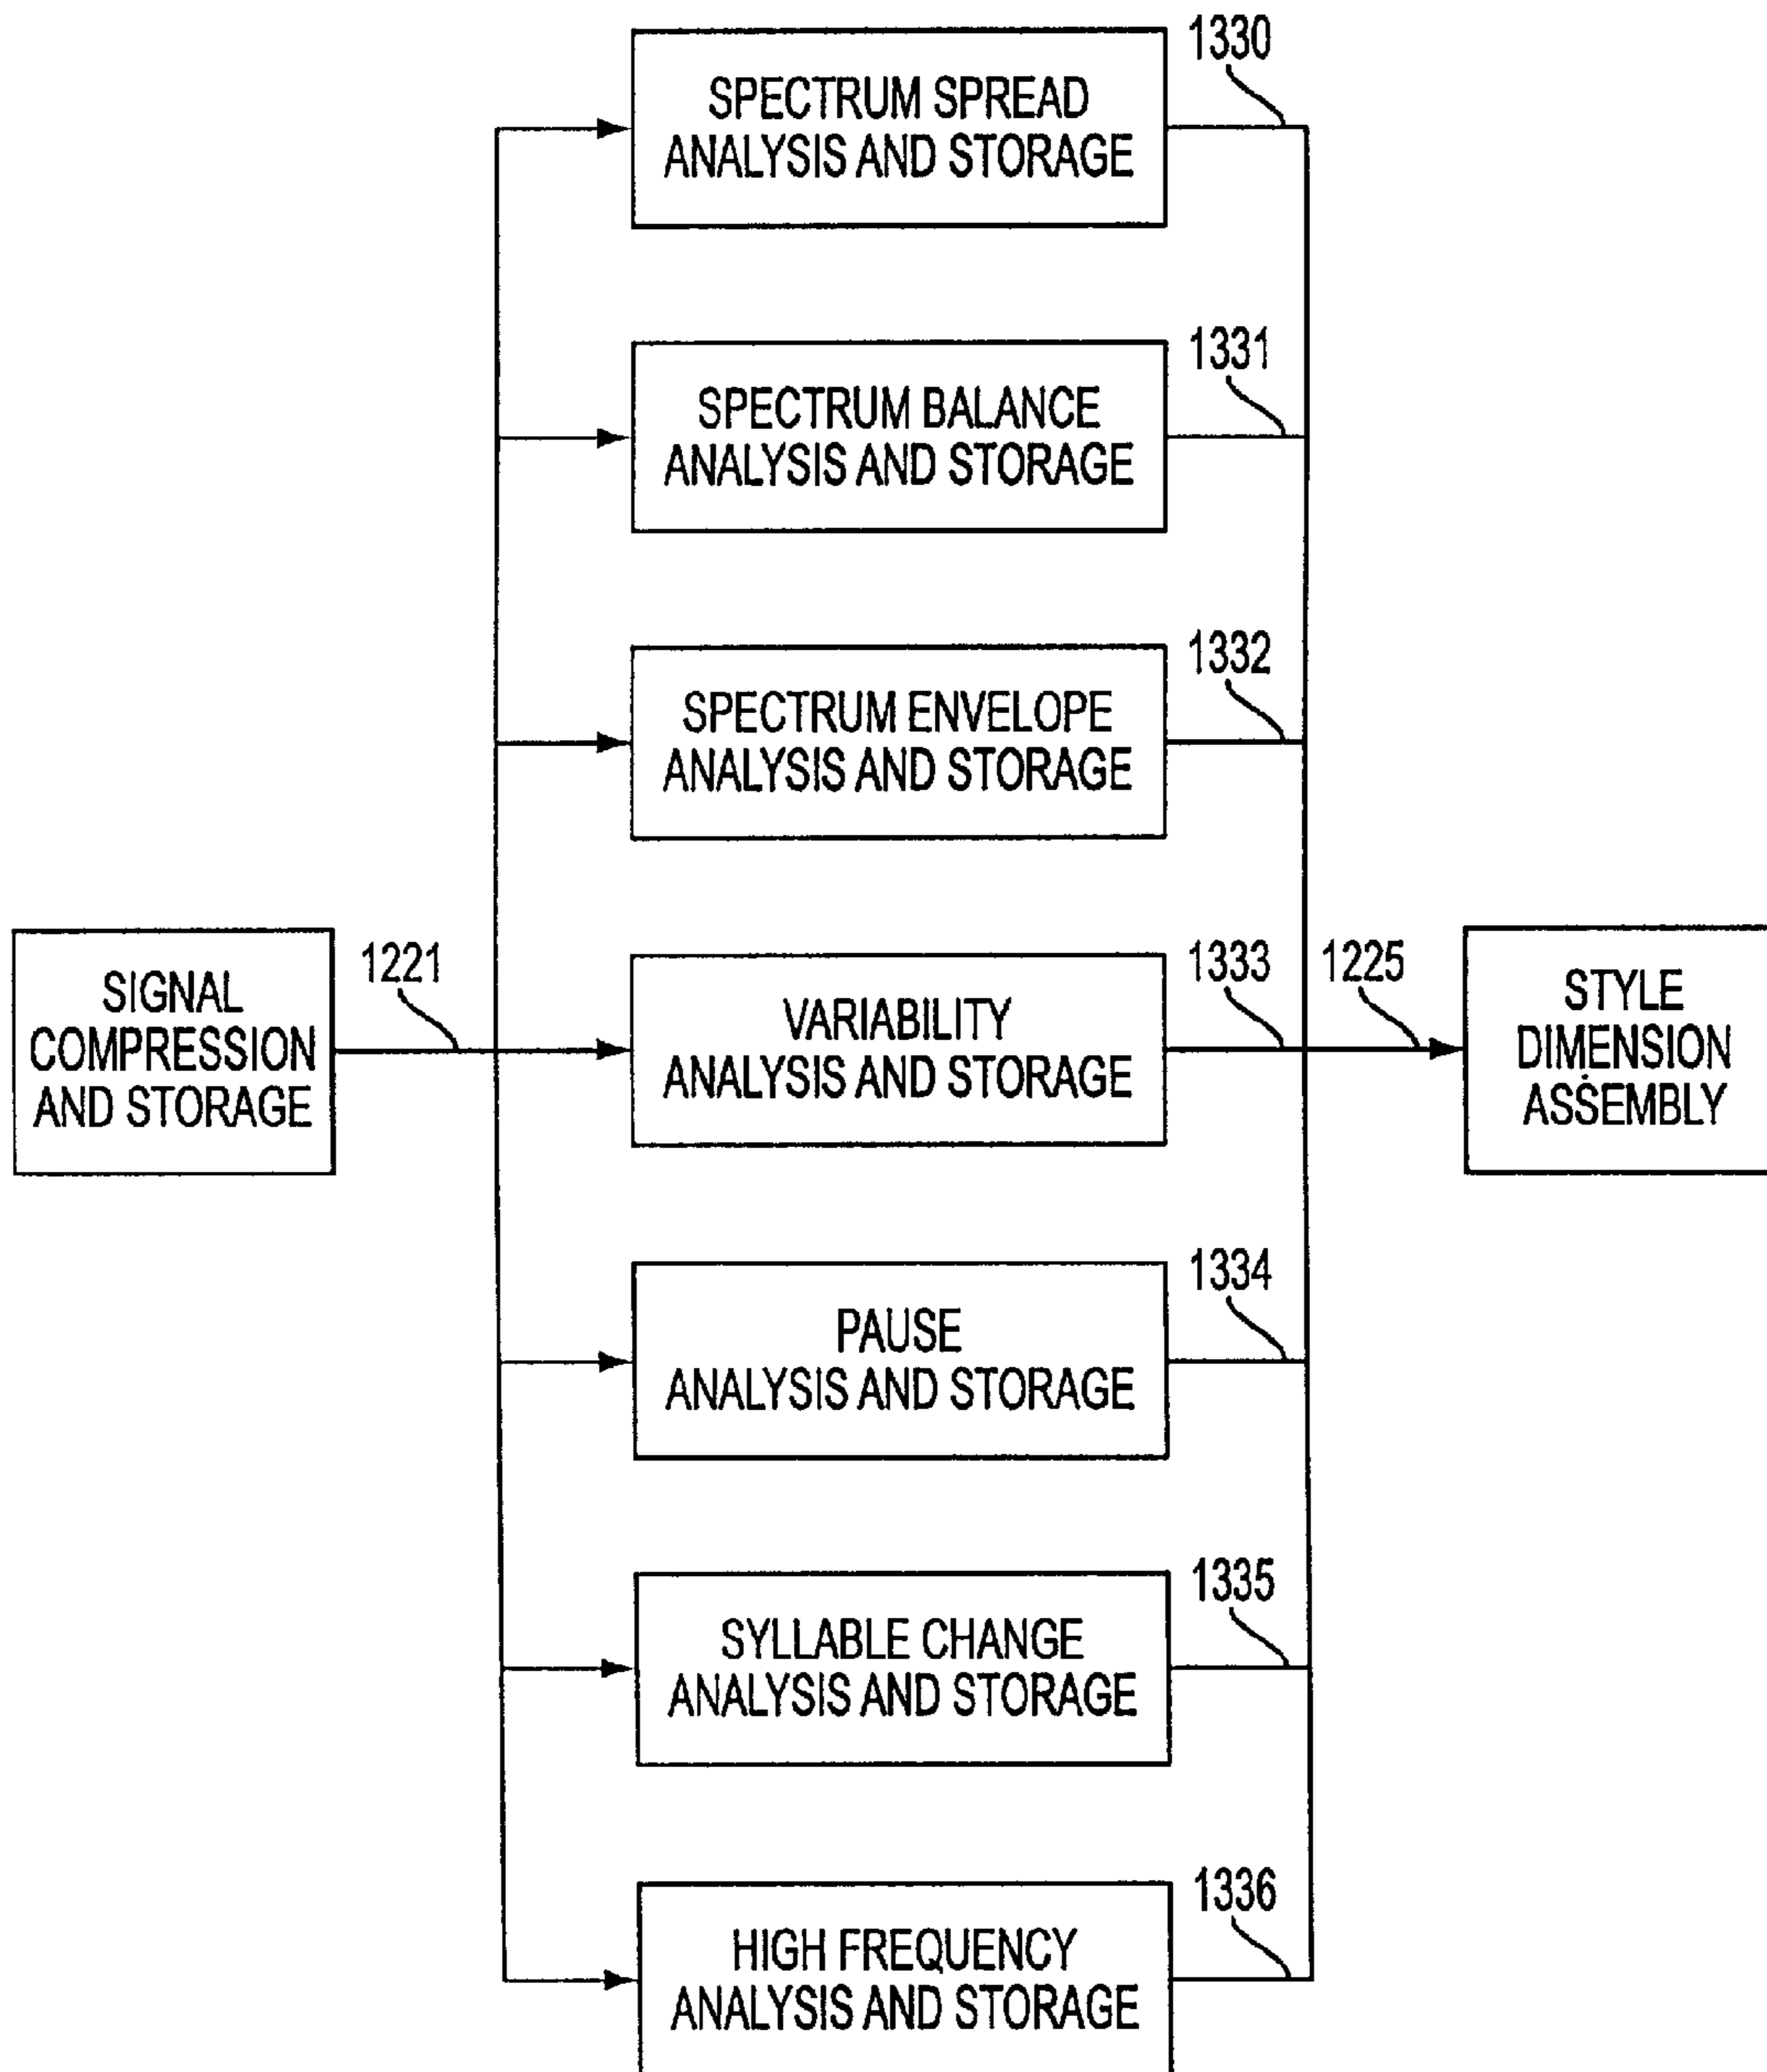 1330
SPECTRUM SPREAD
ANALYSIS AND STORAGE
1331
SPECTRUM BALANCE
ANALYSIS AND STORAGE
1332
SPECTRUM ENVELOPE
ANALYSIS AND STORAGE
SIGNAL
COMPRESSION
AND STORAGE
1221
VARIABILITY
ANALYSIS AND STORAGE
1333
1225
STYLE
DIMENSION
ASSEMBLY
1334
PAUSE
ANALYSIS AND STORAGE
1335
SYLLABLE CHANGE
ANALYSIS AND STORAGE
1336
HIGH FREQUENCY
ANALYSIS AND STORAGE